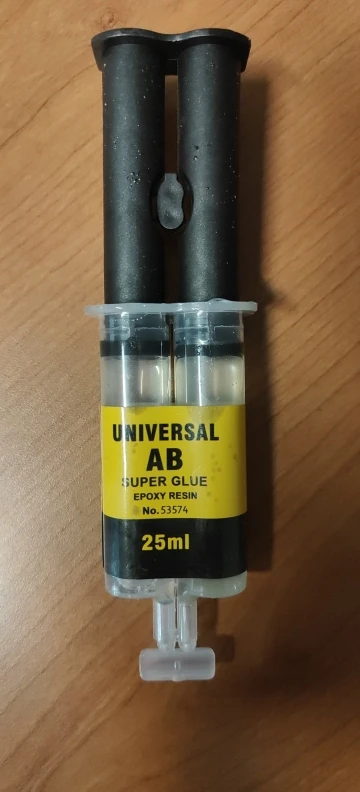 UNIVERSAL
AB
SUPER GLUE
EPOXY RESIN
No. 53574
25ml